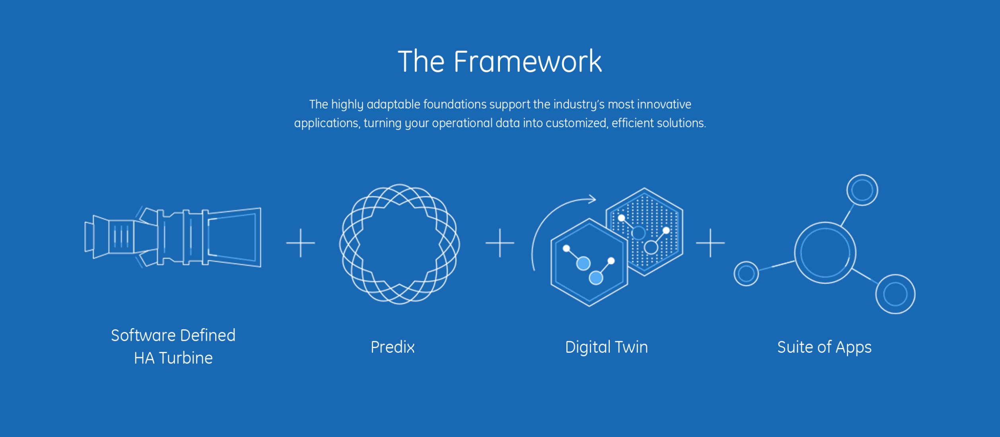 The Framework
The highly adaptable foundations support the industry’s most innovative
applications, turning your operational data into customized, efficient solutions.
Software Defined
HA Turbine
Predix
Digital Twin
Suite of Apps